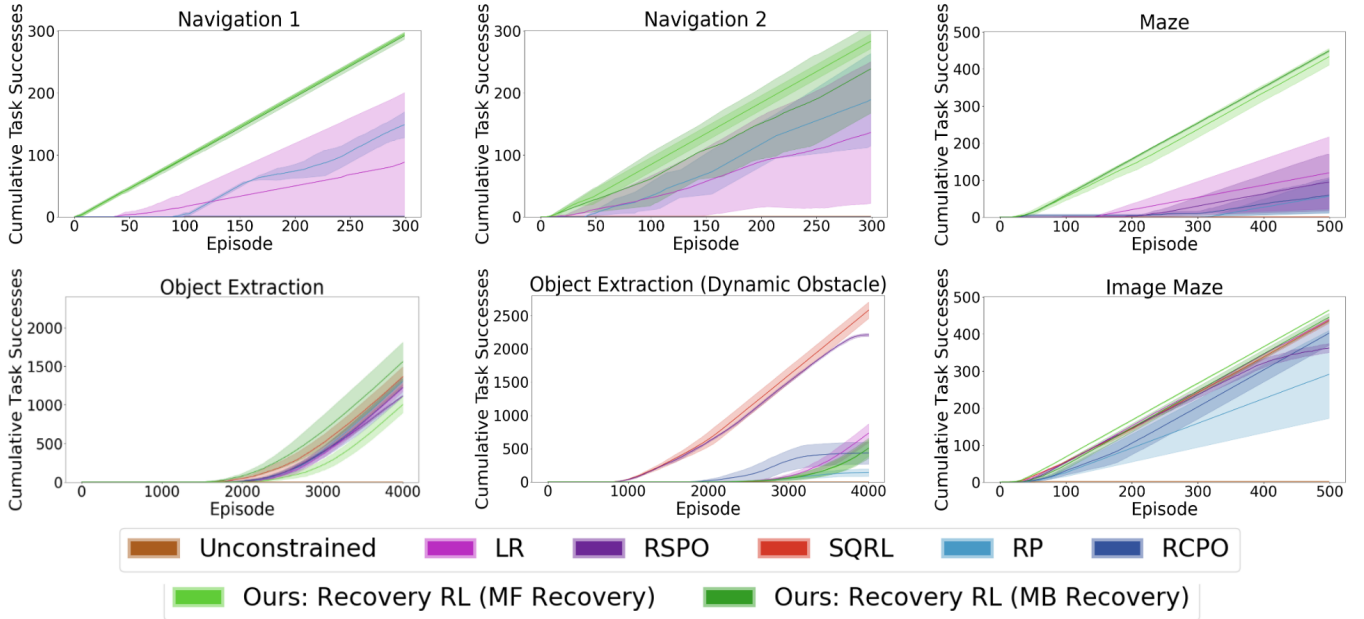 Navigation 1
Cumulative Task Successes
300
200
100
0
0 50 100 150 200 250 300
Episode
Navigation 2
Cumulative Task Successes
300
200
100
0
0 50 100 150 200 250 300
Episode
Maze
Cumulative Task Successes
500
400
300
200
100
0
0 100 200 300 400 500
Episode
Object Extraction
Cumulative Task Successes
2000
1500
1000
500
0
0 1000 2000 3000 4000
Episode
Object Extraction (Dynamic Obstacle)
Cumulative Task Successes
2500
2000
1500
1000
500
0
0 1000 2000 3000 4000
Episode
Image Maze
Cumulative Task Successes
500
400
300
200
100
0
0 100 200 300 400 500
Episode
Unconstrained LR RSPO SQRL RP RCPO
Ours: Recovery RL (MF Recovery) Ours: Recovery RL (MB Recovery)